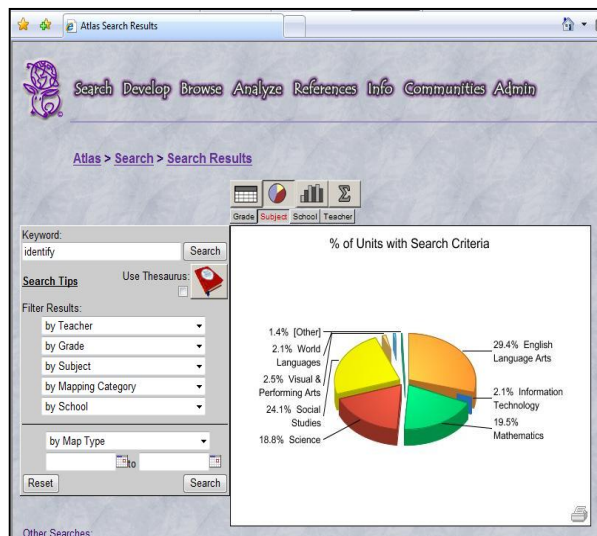 Atlas Search Results
Search Develop Browse Analyze References Info Communities Admin
Atlas > Search > Search Results
Grade Subject School Teacher
Keyword:
identify
Search
Search Tips
Use Thesaurus:
Filter Results:
by Teacher
by Grade
by Subject
by Mapping Category
by School
by Map Type
to
Reset
Search
Other Searches:
% of Units with Search Criteria
1.4% [Other]
2.1% World
Languages
2.5% Visual &
Performing Arts
24.1% Social
Studies
18.8% Science
29.4% English
Language Arts
2.1% Information
Technology
19.5%
Mathematics